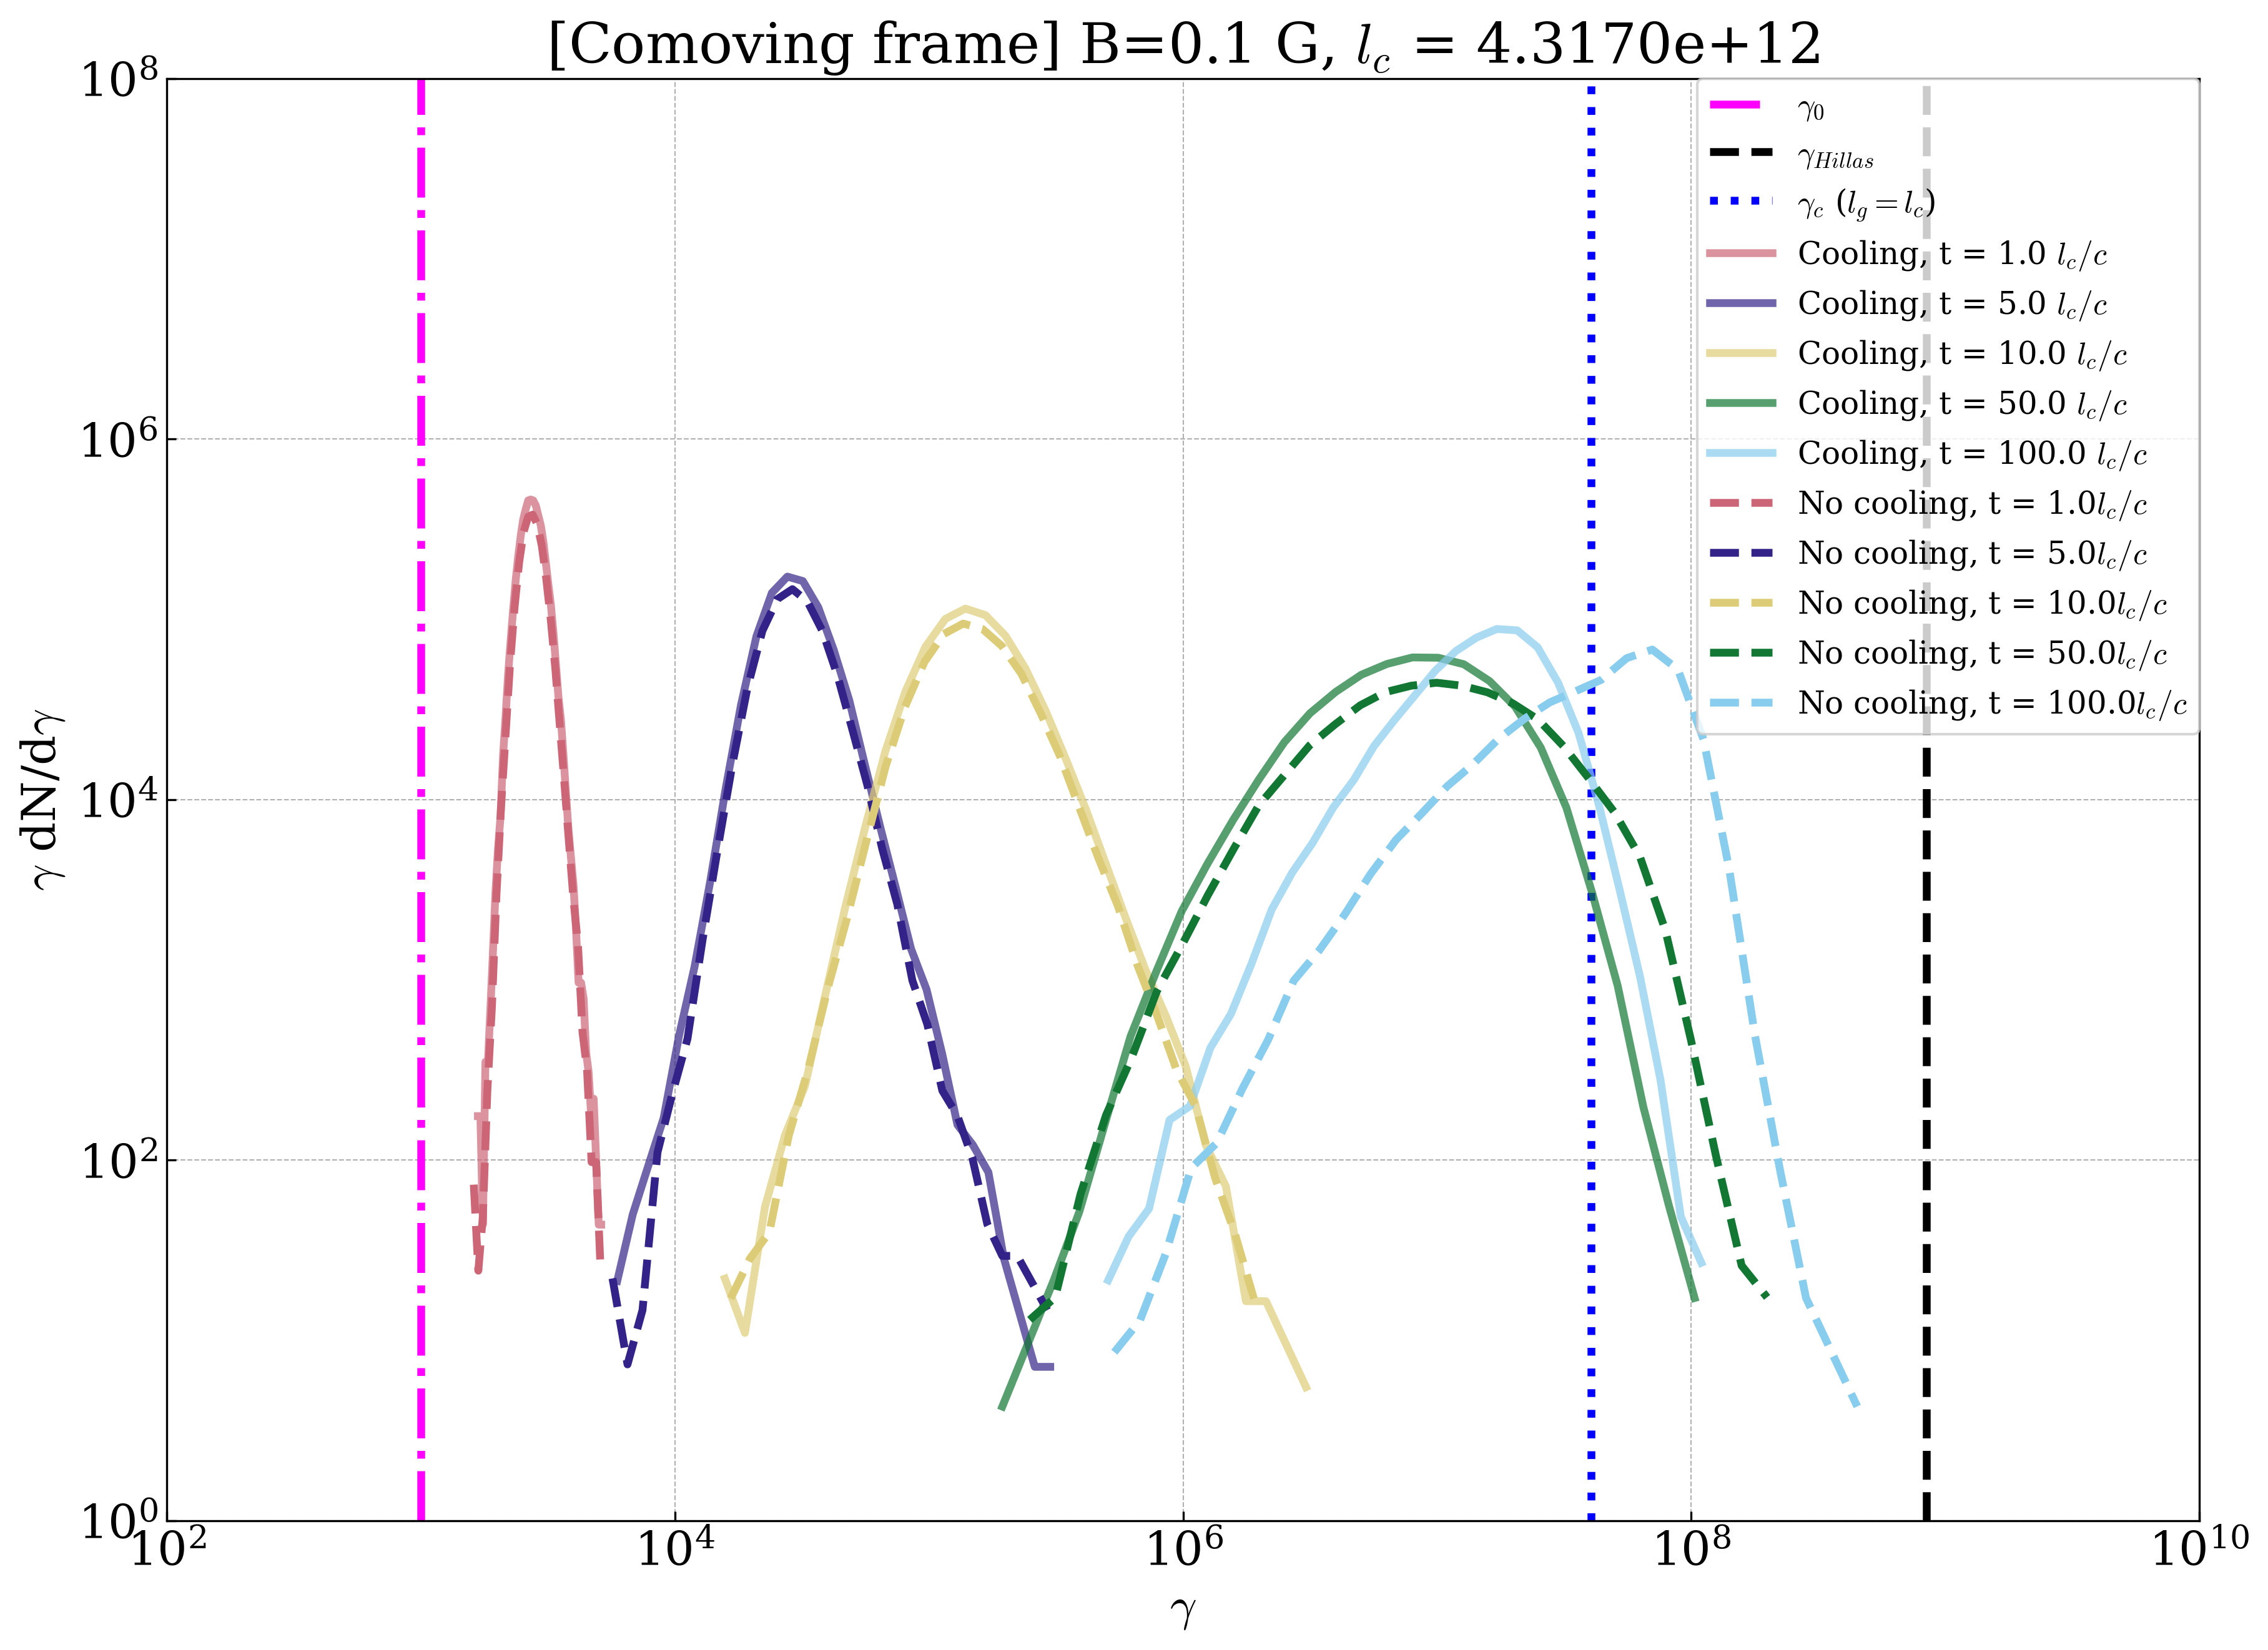 [Comoving frame] B=0.1 G, l_c = 4.3170e+12
10^8
10^6
10^4
10^2
10^0
γ dN/dγ
10^2
10^4
10^6
10^8
10^10
γ
γ_0
γ_Hillas
γ_c (l_g = l_c)
Cooling, t = 1.0 l_c/c
Cooling, t = 5.0 l_c/c
Cooling, t = 10.0 l_c/c
Cooling, t = 50.0 l_c/c
Cooling, t = 100.0 l_c/c
No cooling, t = 1.0l_c/c
No cooling, t = 5.0l_c/c
No cooling, t = 10.0l_c/c
No cooling, t = 50.0l_c/c
No cooling, t = 100.0l_c/c